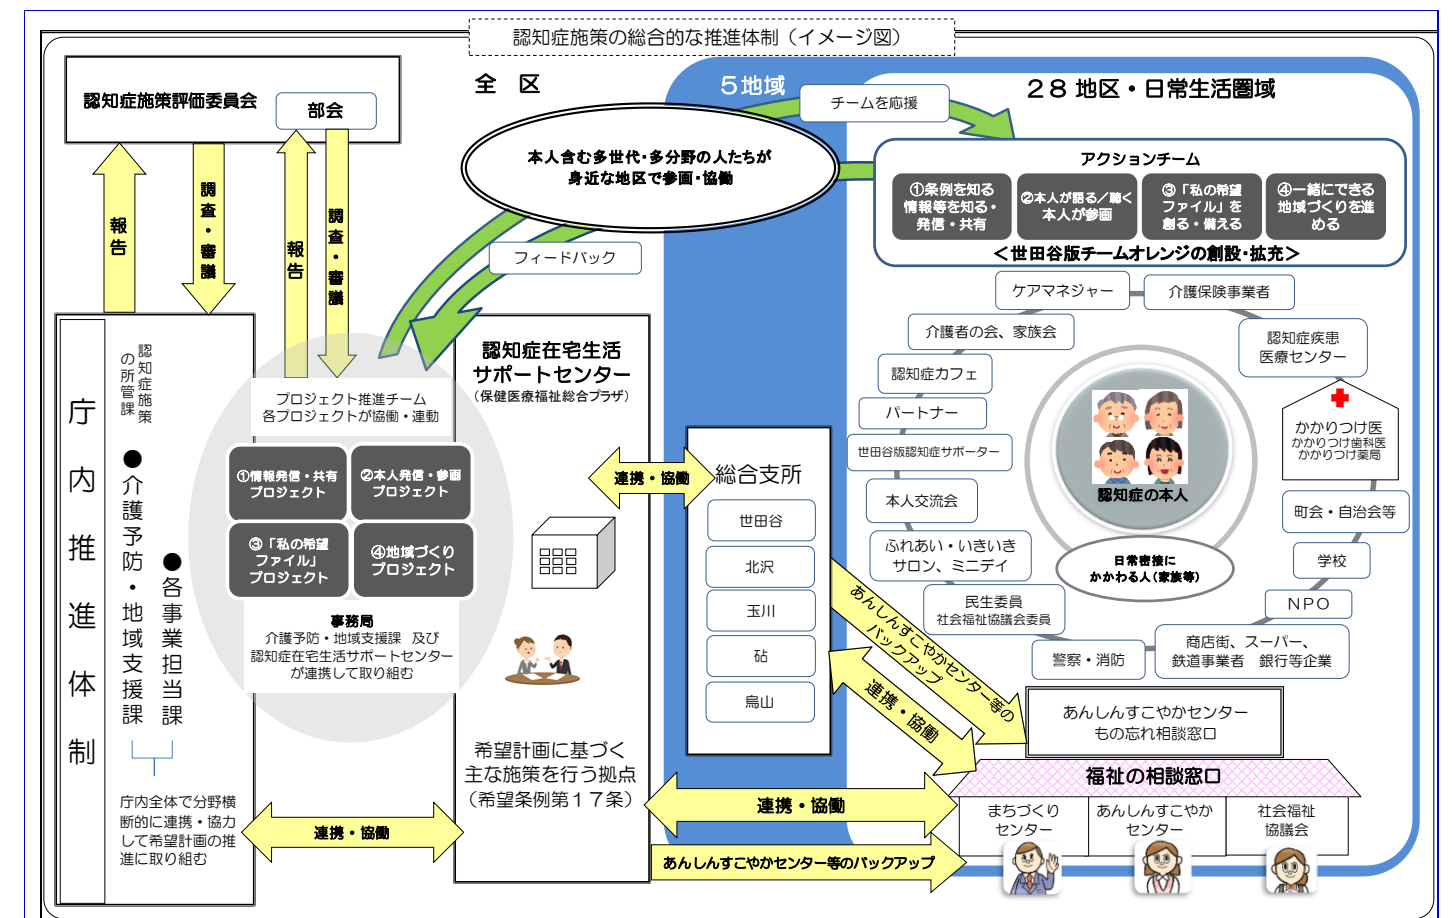 認知症施策の総合的な推進体制（イメージ図）
全　区
５地域
２８ 地区・日常生活圏域
認知症施策評価委員会
部会
報告
調査・審議
報告
調査・審議
チームを応援
本人含む多世代・多分野の人たちが
身近な地区で参画・協働
フィードバック
アクションチーム
①条例を知る
情報等を知る・
発信・共有
②本人が語る／聴く
本人が参画
③「私の希望
ファイル」を
創る・備える
④一緒にできる
地域づくりを進
める
＜世田谷版チームオレンジの創設・拡充＞
庁内推進体制
認知症施策
の所管課
●介護予防・地域支援課
●各事業担当課
庁内全体で分野横
断的に連携・協力
して希望計画の推
進に取り組む
プロジェクト推進チーム
各プロジェクトが協働・連動
①情報発信・共有
プロジェクト
②本人発信・参画
プロジェクト
③「私の希望
ファイル」
プロジェクト
④地域づくり
プロジェクト
事務局
介護予防・地域支援課　及び
認知症在宅生活サポートセンター
が連携して取り組む
連携・協働
認知症在宅生活
サポートセンター
（保健医療福祉総合プラザ）
希望計画に基づく
主な施策を行う拠点
（希望条例第１７条）
連携・協働
総合支所
世田谷
北沢
玉川
砧
烏山
あんしんすこやかセンター等の
バックアップ
連携・協働
連携・協働
あんしんすこやかセンター等のバックアップ
ケアマネジャー
介護保険事業者
介護者の会、家族会
認知症疾患
医療センター
認知症カフェ
パートナー
世田谷版認知症サポーター
本人交流会
ふれあい・いきいき
サロン、ミニデイ
民生委員
社会福祉協議会委員
警察・消防
かかりつけ医
かかりつけ歯科医
かかりつけ薬局
町会・自治会等
学校
ＮＰＯ
商店街、スーパー、
鉄道事業者　銀行等企業
認知症の本人
日常密接に
かかわる人（家族等）
あんしんすこやかセンター
もの忘れ相談窓口
福祉の相談窓口
まちづくり
センター
あんしんすこやか
センター
社会福祉
協議会